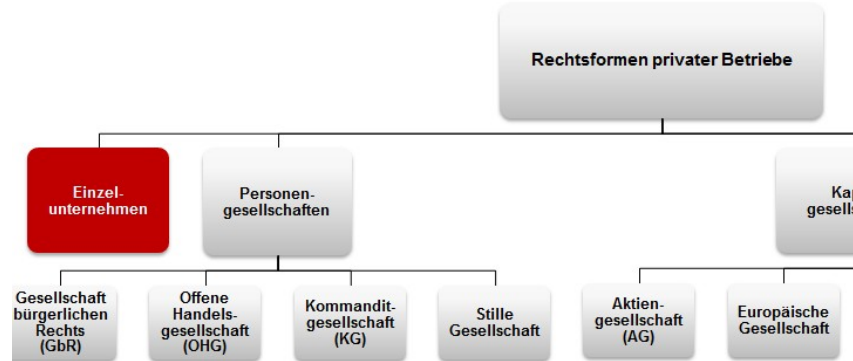 Rechtsformen privater Betriebe
Einzel-
unternehmen
Personen-
gesellschaften
Gesellschaft
bürgerlichen
Rechts
(GbR)
Offene
Handels-
gesellschaft
(OHG)
Kommandit-
gesellschaft
(KG)
Stille
Gesellschaft
Aktien-
gesellschaft
(AG)
Europäische
Gesellschaft